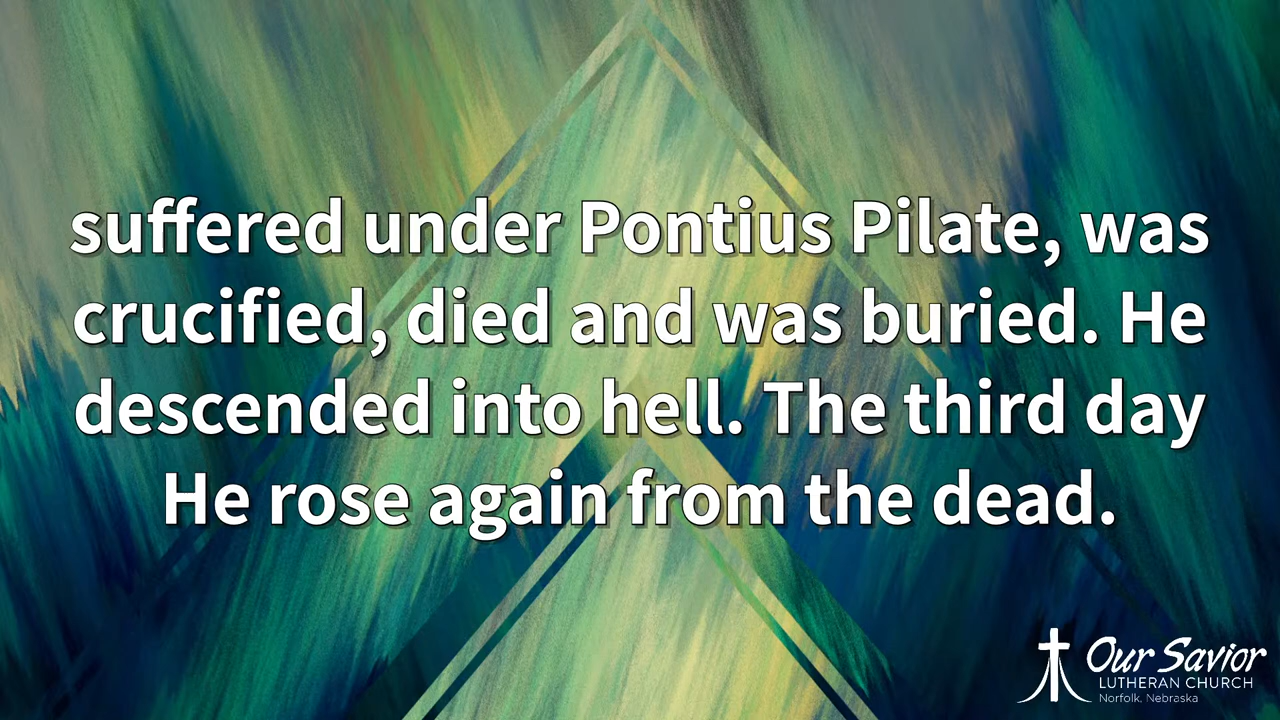 suffered under Pontius Pilate, was
crucified, died and was buried. He
descended into hell. The third day
He rose again from the dead.
Our Savior
LUTHERAN CHURCH
Norfolk, Nebraska